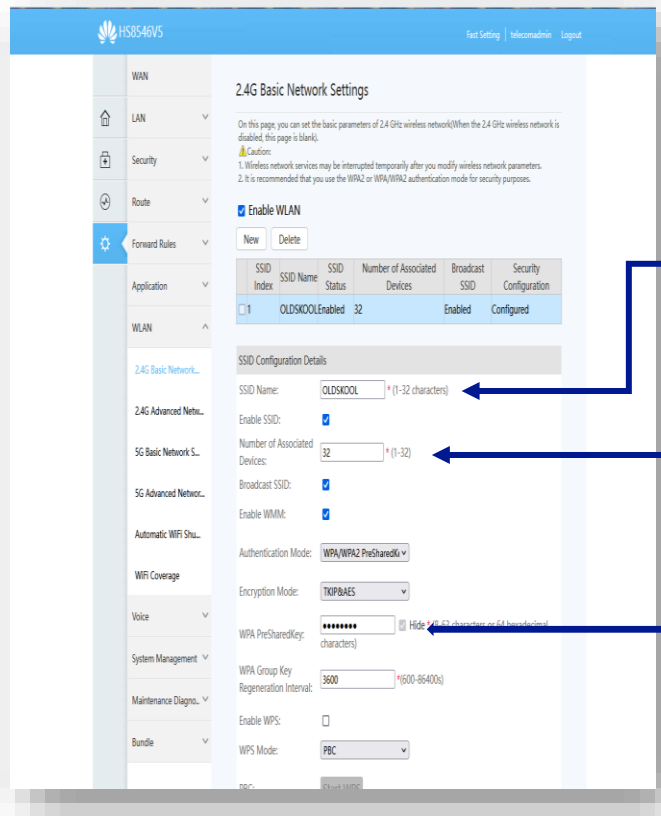 HS8546V5
Fast Setting | telecomadmin Logout
WAN
LAN
Security
Route
Forward Rules
Application
WLAN
2.4G Basic Network...
2.4G Advanced Netw...
5G Basic Network S...
5G Advanced Networ...
Automatic WiFi Shu...
WiFi Coverage
Voice
System Management
Maintenance Diagno...
Bundle
2.4G Basic Network Settings
On this page, you can set the basic parameters of 2.4 GHz wireless network(When the 2.4 GHz wireless network is
disabled, this page is blank).
Caution:
1. Wireless network services may be interrupted temporarily after you modify wireless network parameters.
2. It is recommended that you use the WPA2 or WPA/WPA2 authentication mode for security purposes.
Enable WLAN
New Delete
SSID Index SSID Name SSID Status Number of Associated Devices Broadcast SSID Security Configuration
1 OLDSKOOL Enabled 32 Enabled Configured
SSID Configuration Details
SSID Name: OLDSKOOL * (1-32 characters)
Enable SSID:
Number of Associated
Devices: 32 * (1-32)
Broadcast SSID:
Enable WMM:
Authentication Mode: WPA/WPA2 PreSharedKe
Encryption Mode: TKIP&AES
WPA PreSharedKey: •••••••• Hide * (8-63 characters or 64 hexadecimal
characters)
WPA Group Key
Regeneration Interval: 3600 *(600-86400s)
Enable WPS:
WPS Mode: PBC
PBC: Start WPS